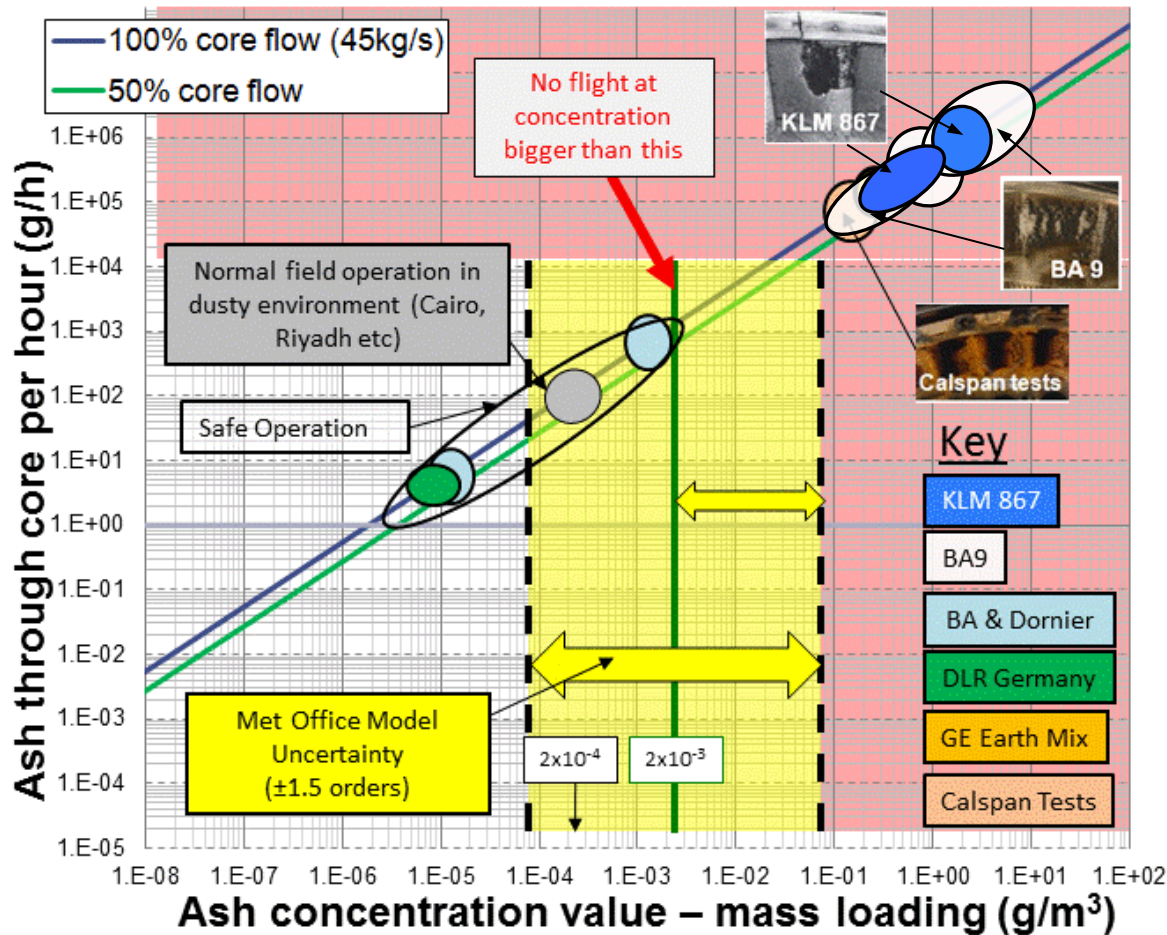 100% core flow (45kg/s)
50% core flow
No flight at
concentration
bigger than this
KLM 867
BA 9
Calspan tests
Normal field operation in
dusty environment (Cairo,
Riyadh etc)
Safe Operation
Met Office Model
Uncertainty
(±1.5 orders)
2x10⁻⁴
2x10⁻³
Key
KLM 867
BA9
BA & Dornier
DLR Germany
GE Earth Mix
Calspan Tests
Ash through core per hour (g/h)
1.E+06
1.E+05
1.E+04
1.E+03
1.E+02
1.E+01
1.E+00
1.E-01
1.E-02
1.E-03
1.E-04
1.E-05
1.E-08 1.E-07 1.E-06 1.E-05 1.E-04 1.E-03 1.E-02 1.E-01 1.E+00 1.E+01 1.E+02
Ash concentration value – mass loading (g/m³)